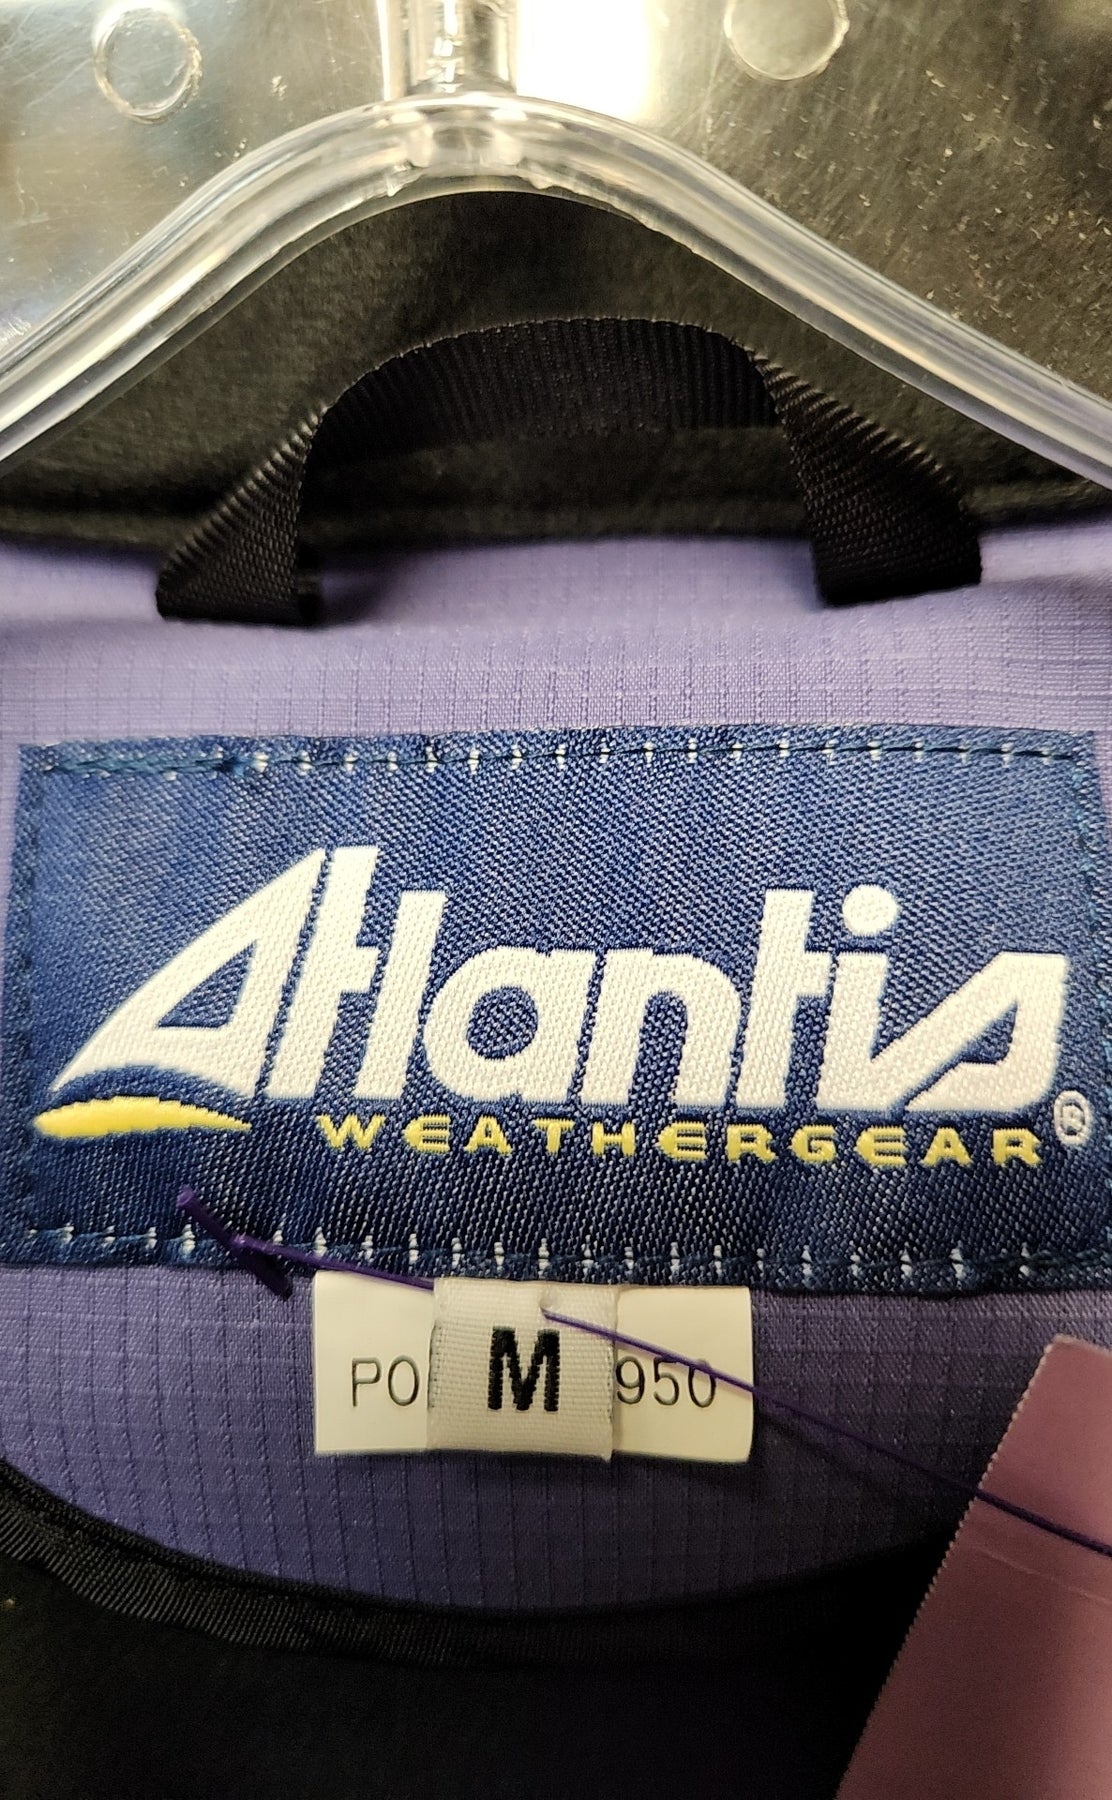 Atlantis®
WEATHERGEAR
PO M 950